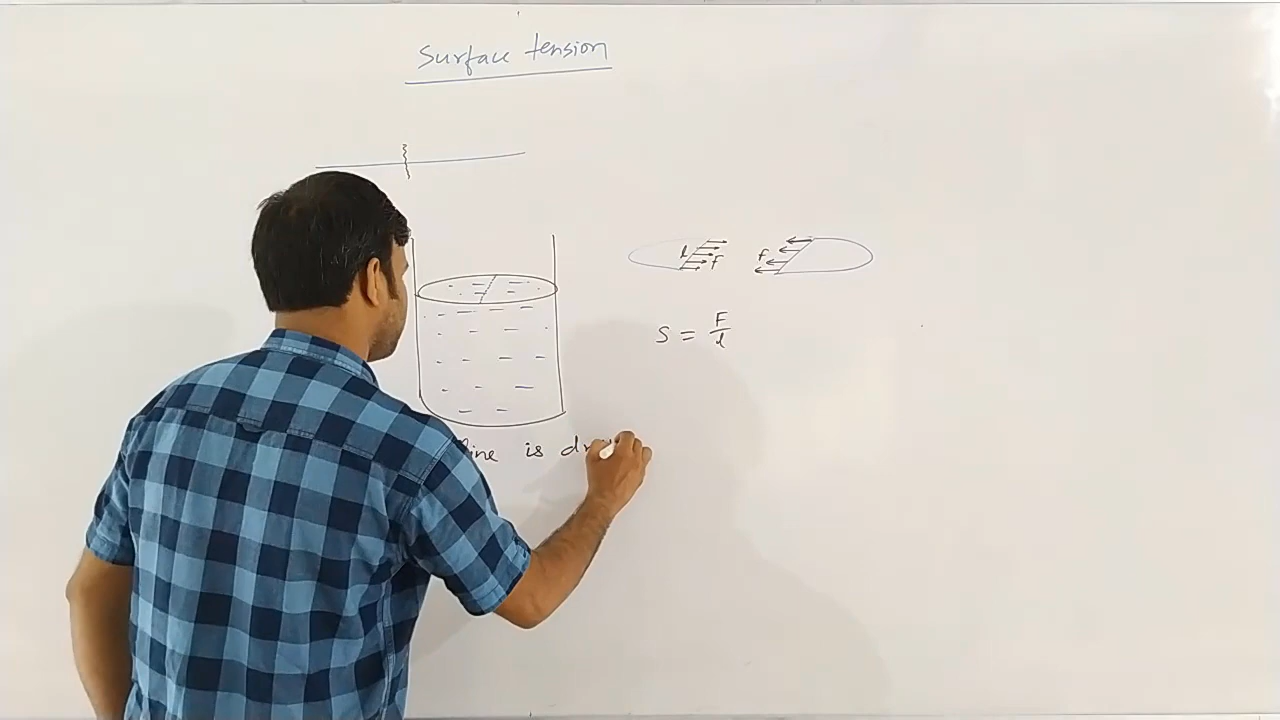 Surface tension
l F F
S = F/l
line is dr